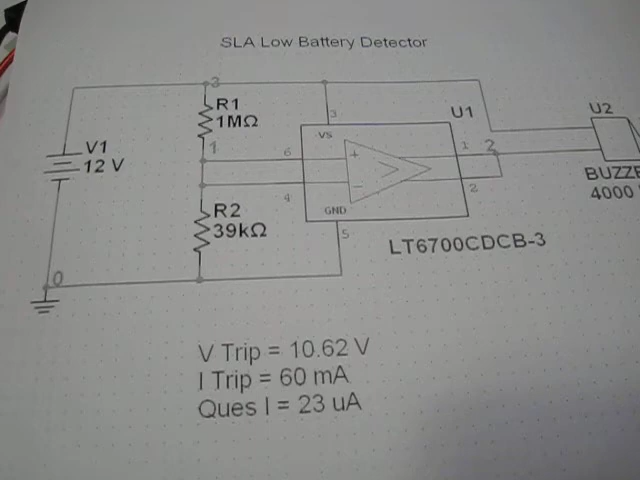 SLA Low Battery Detector
3
R1
1MΩ
1
V1
12 V
R2
39kΩ
0
6
4
3
VS
+
−
GND
5
U1
1
2
2
LT6700CDCB-3
U2
BUZZE
4000
V Trip = 10.62 V
I Trip = 60 mA
Ques I = 23 uA